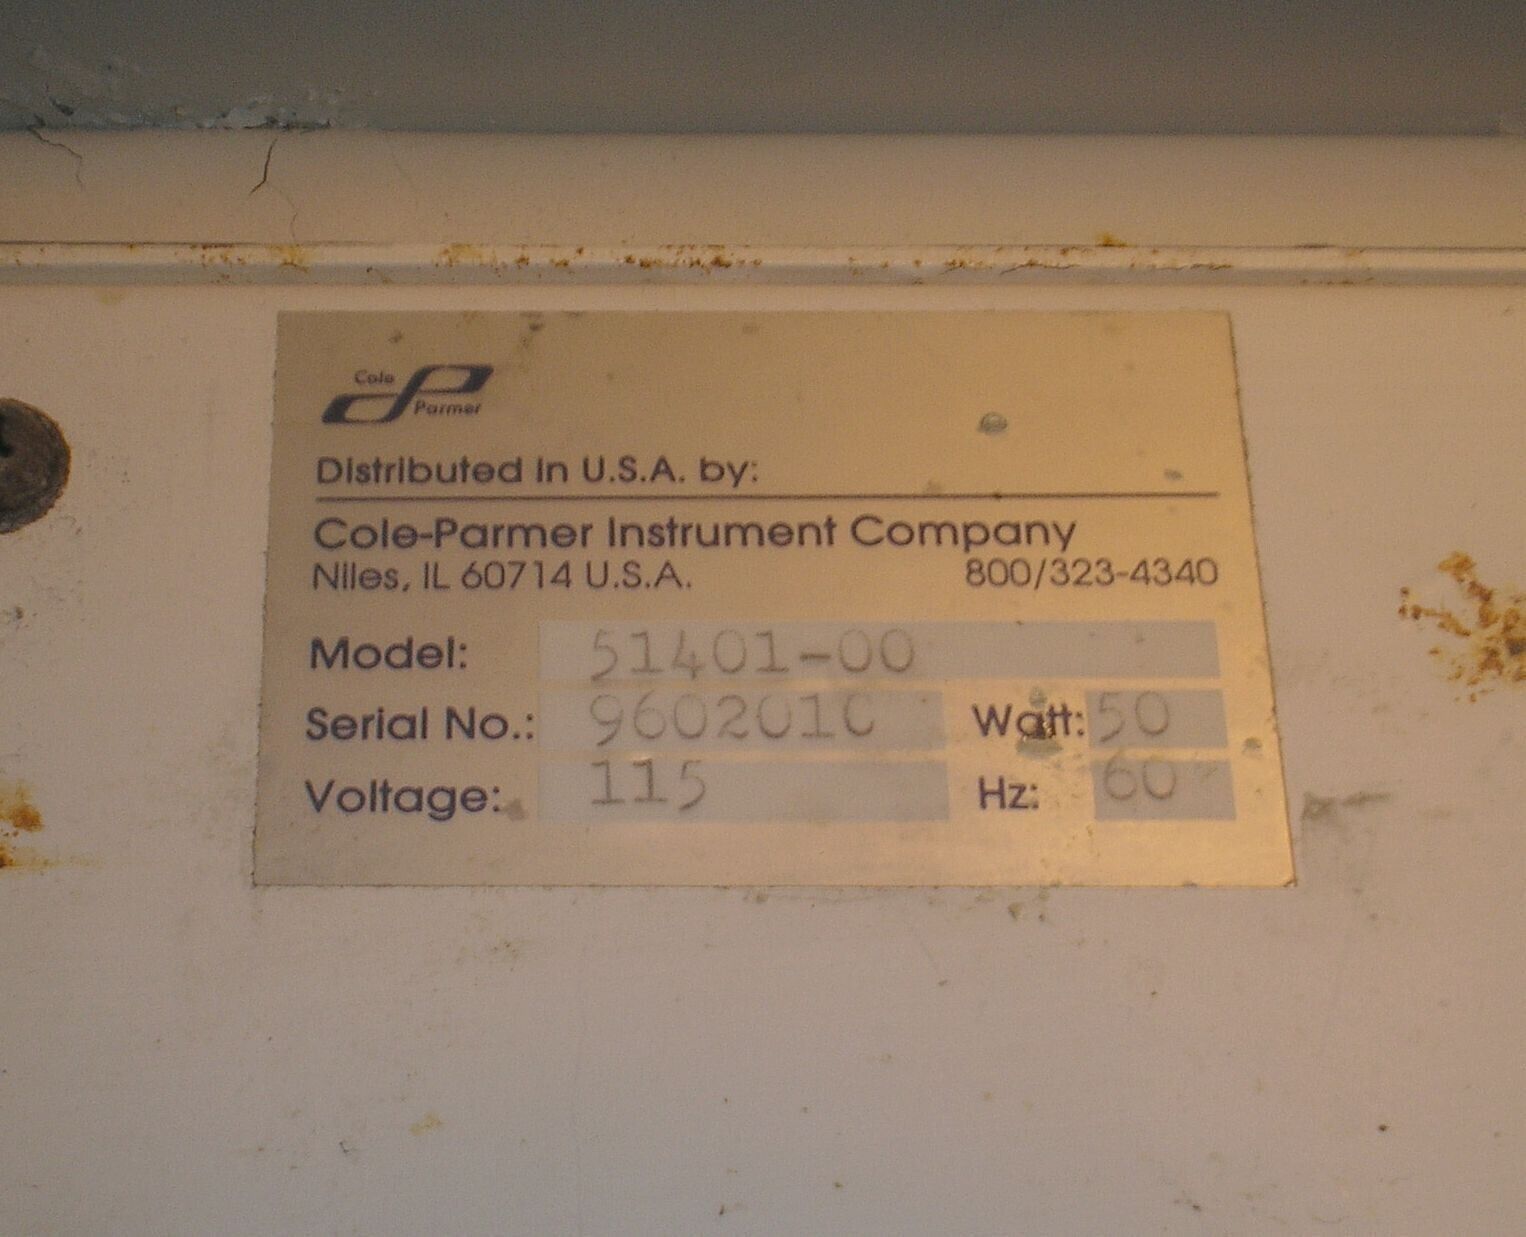 Cole
Parmer
Distributed in U.S.A. by:
Cole-Parmer Instrument Company
Niles, IL 60714 U.S.A. 800/323-4340
Model: 51401-00
Serial No.: 960201C Watt: 50
Voltage: 115 Hz: 60